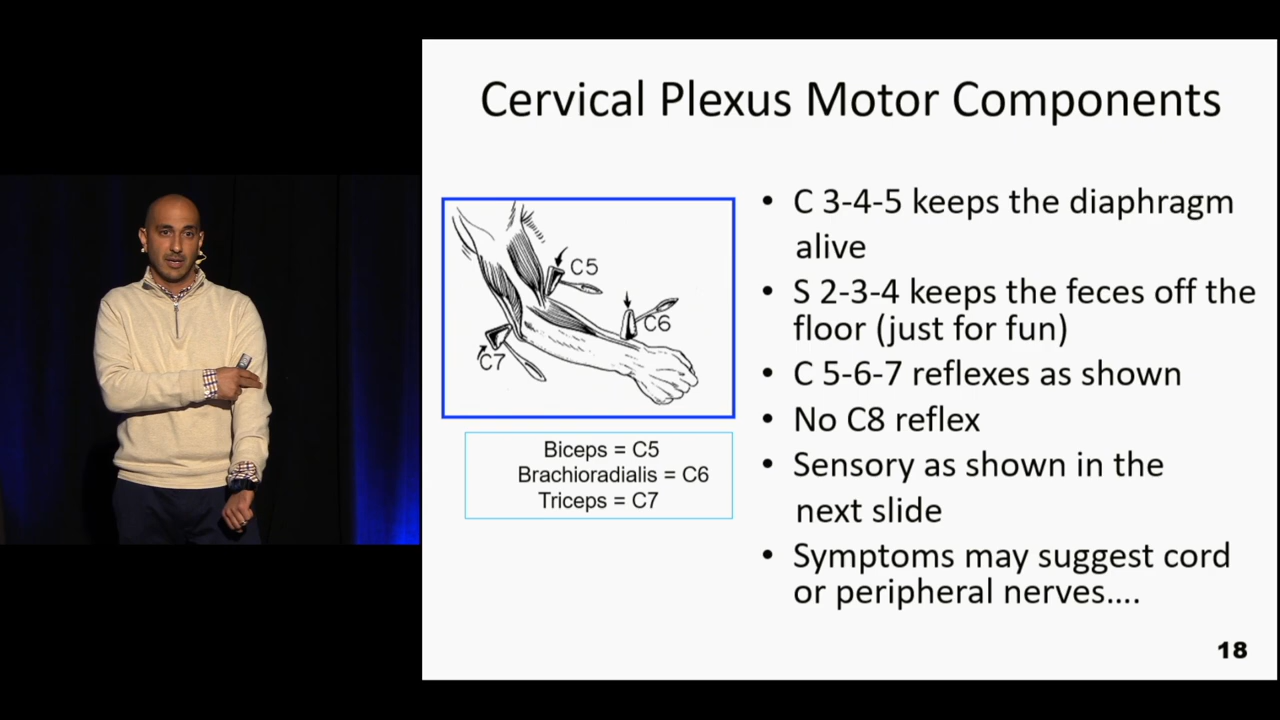 Cervical Plexus Motor Components
C5
C6
C7
Biceps = C5
Brachioradialis = C6
Triceps = C7
• C 3-4-5 keeps the diaphragm
alive
• S 2-3-4 keeps the feces off the
floor (just for fun)
• C 5-6-7 reflexes as shown
• No C8 reflex
• Sensory as shown in the
next slide
• Symptoms may suggest cord
or peripheral nerves....
18